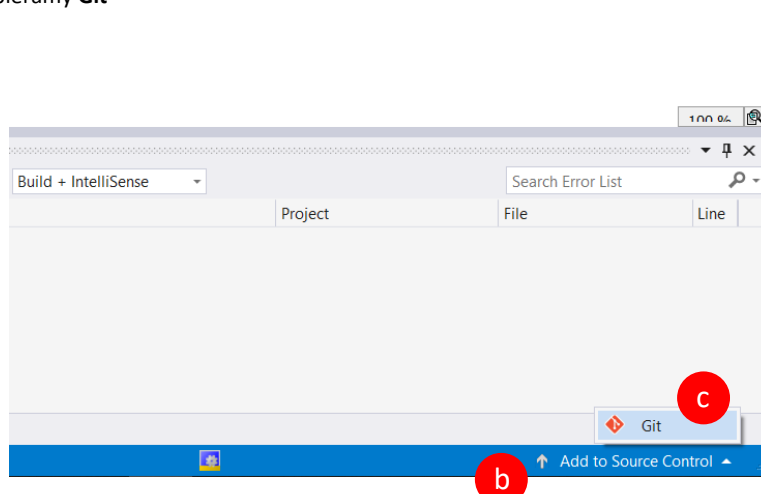 Git
100 %
Build + IntelliSense
Search Error List
Project File Line
c
Git
Add to Source Control
b